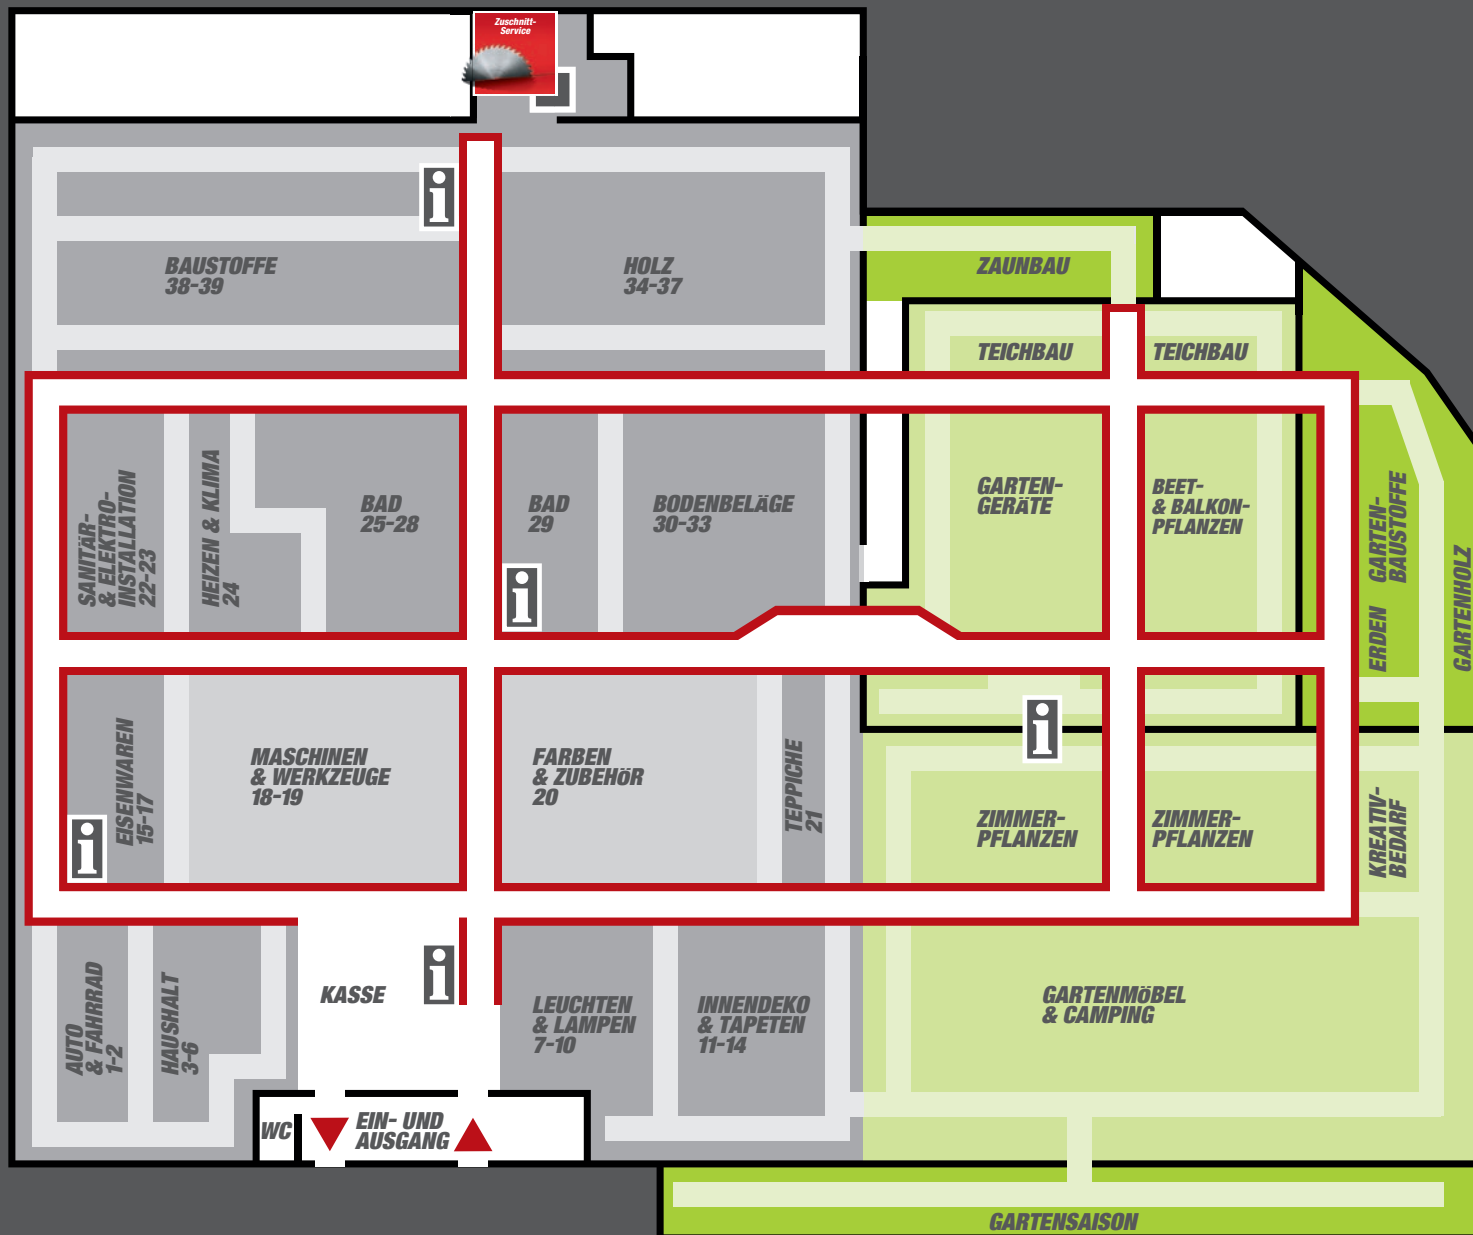 Zuschnitt-
Service
BAUSTOFFE
38-39
HOLZ
34-37
ZAUNBAU
TEICHBAU
TEICHBAU
SANITÄR-
& ELEKTRO-
INSTALLATION
22-23
HEIZEN & KLIMA
24
BAD
25-28
BAD
29
BODENBELÄGE
30-33
GARTEN-
GERÄTE
BEET-
& BALKON-
PFLANZEN
GARTEN-
BAUSTOFFE
ERDEN
GARTENHOLZ
EISENWAREN
15-17
MASCHINEN
& WERKZEUGE
18-19
FARBEN
& ZUBEHÖR
20
TEPPICHE
21
ZIMMER-
PFLANZEN
ZIMMER-
PFLANZEN
KREATIV-
BEDARF
AUTO
& FAHRRAD
1-2
HAUSHALT
3-6
KASSE
LEUCHTEN
& LAMPEN
7-10
INNENDEKO
& TAPETEN
11-14
GARTENMÖBEL
& CAMPING
WC
EIN- UND
AUSGANG
GARTENSAISON
i
i
i
i
i